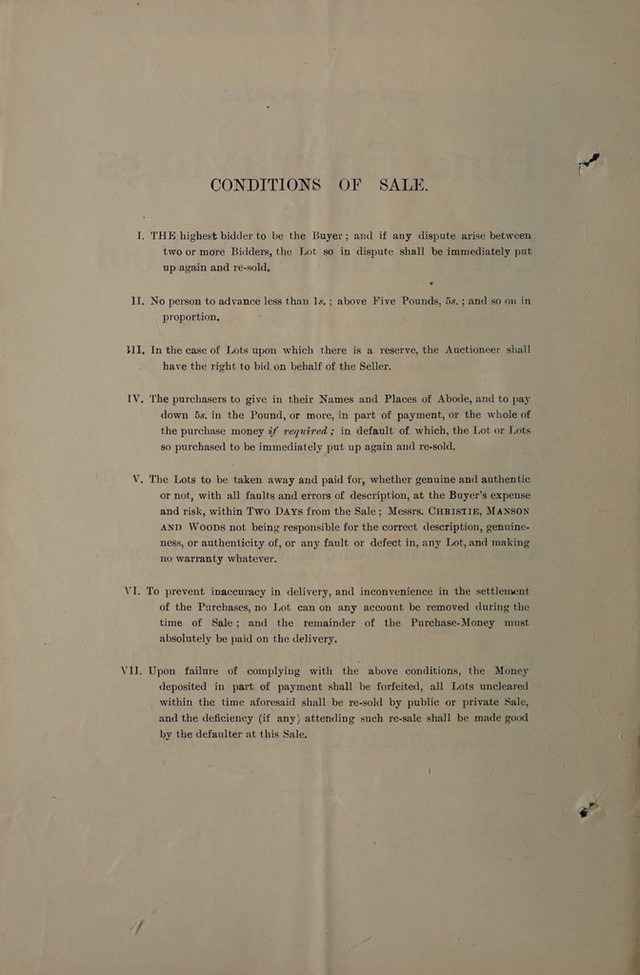 CONDITIONS OF SALE.
I. THE highest bidder to be the Buyer; and if any dispute arise between
two or more Bidders, the Lot so in dispute shall be immediately put
up again and re-sold.
II. No person to advance less than 1s.; above Five Pounds, 5s.; and so on in
proportion.
III. In the case of Lots upon which there is a reserve, the Auctioneer shall
have the right to bid on behalf of the Seller.
IV. The purchasers to give in their Names and Places of Abode, and to pay
down 5s. in the Pound, or more, in part of payment, or the whole of
the purchase money if required; in default of which, the Lot or Lots
so purchased to be immediately put up again and re-sold.
V. The Lots to be taken away and paid for, whether genuine and authentic
or not, with all faults and errors of description, at the Buyer's expense
and risk, within TWO DAYS from the Sale; Messrs. CHRISTIE, MANSON
AND WOODS not being responsible for the correct description, genuine-
ness, or authenticity of, or any fault or defect in, any Lot, and making
no warranty whatever.
VI. To prevent inaccuracy in delivery, and inconvenience in the settlement
of the Purchases, no Lot can on any account be removed during the
time of Sale; and the remainder of the Purchase-Money must
absolutely be paid on the delivery.
VII. Upon failure of complying with the above conditions, the Money
deposited in part of payment shall be forfeited, all Lots uncleared
within the time aforesaid shall be re-sold by public or private Sale,
and the deficiency (if any) attending such re-sale shall be made good
by the defaulter at this Sale.